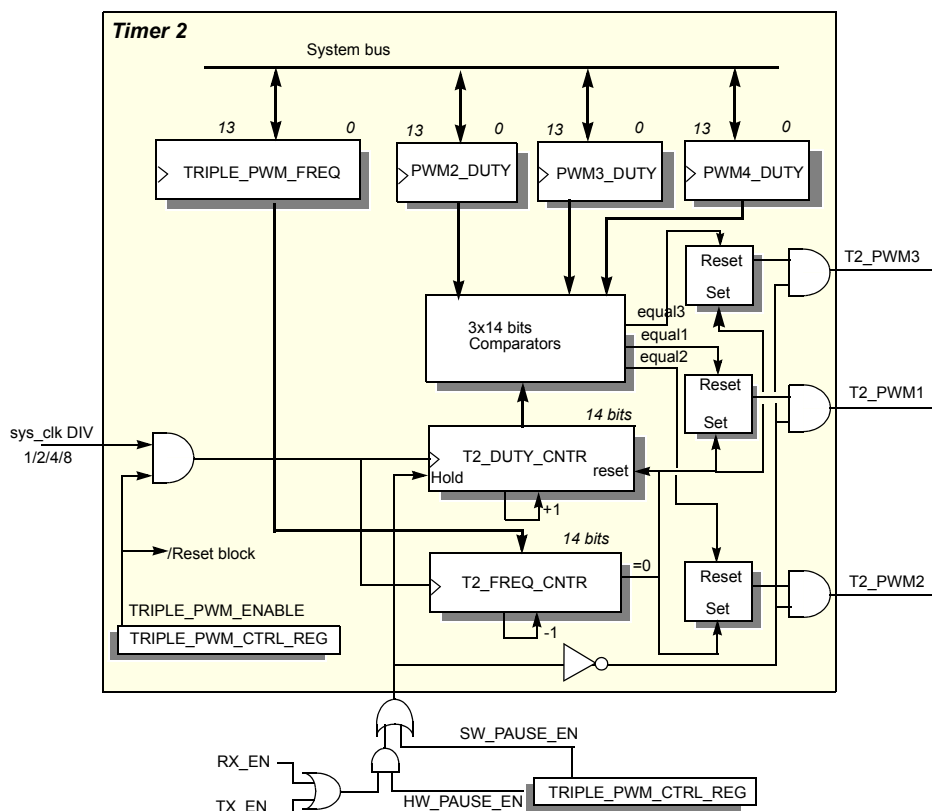 Timer 2
System bus
13 0 13 0 13 0 13 0
TRIPLE_PWM_FREQ
PWM2_DUTY
PWM3_DUTY
PWM4_DUTY
Reset
Set
T2_PWM3
equal3
3x14 bits
Comparators
equal1
equal2
Reset
Set
T2_PWM1
sys_clk DIV
1/2/4/8
14 bits
T2_DUTY_CNTR
Hold
reset
+1
14 bits
/Reset block
T2_FREQ_CNTR
=0
-1
Reset
Set
T2_PWM2
TRIPLE_PWM_ENABLE
TRIPLE_PWM_CTRL_REG
SW_PAUSE_EN
RX_EN
TX_EN
HW_PAUSE_EN
TRIPLE_PWM_CTRL_REG